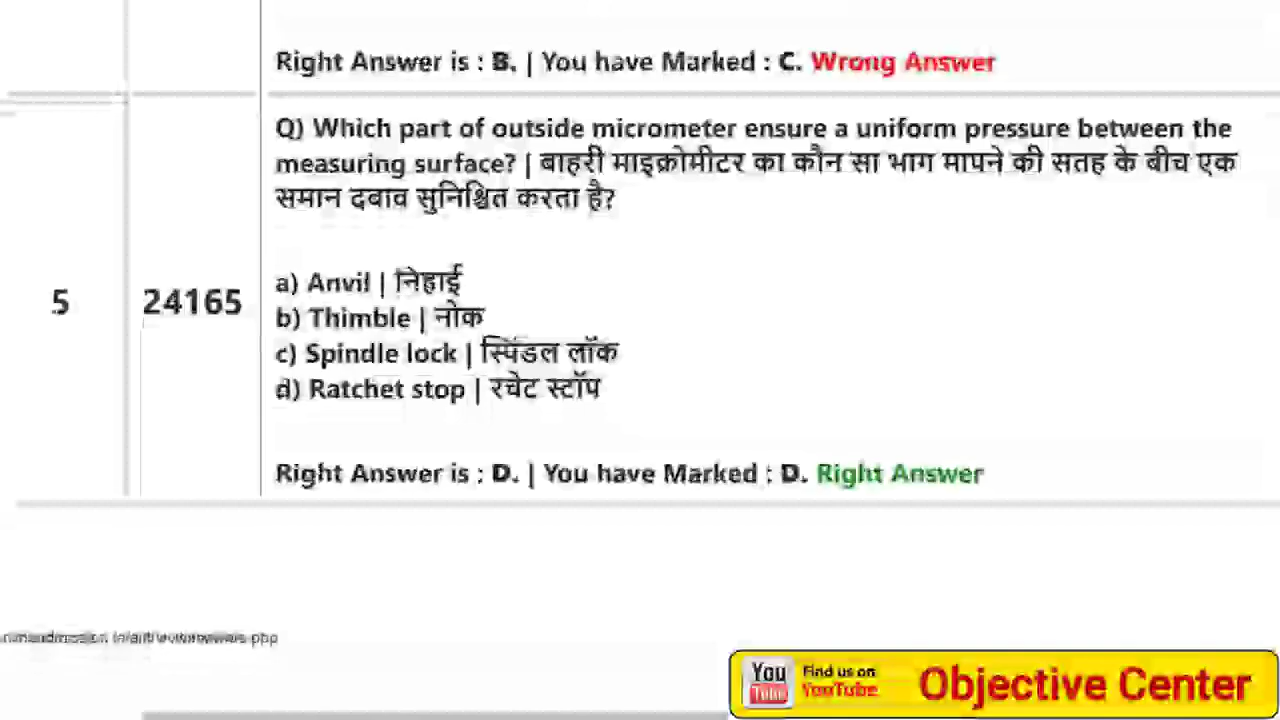 Right Answer is : B. | You have Marked : C. Wrong Answer
Q) Which part of outside micrometer ensure a uniform pressure between the
measuring surface? | बाहरी माइक्रोमीटर का कौन सा भाग मापने की सतह के बीच एक
समान दबाव सुनिश्चित करता है?
5
24165
a) Anvil | निहाई
b) Thimble | नोक
c) Spindle lock | स्पिंडल लॉक
d) Ratchet stop | रचेट स्टॉप
Right Answer is : D. | You have Marked : D. Right Answer
You Tube
Find us on
YouTube
Objective Center